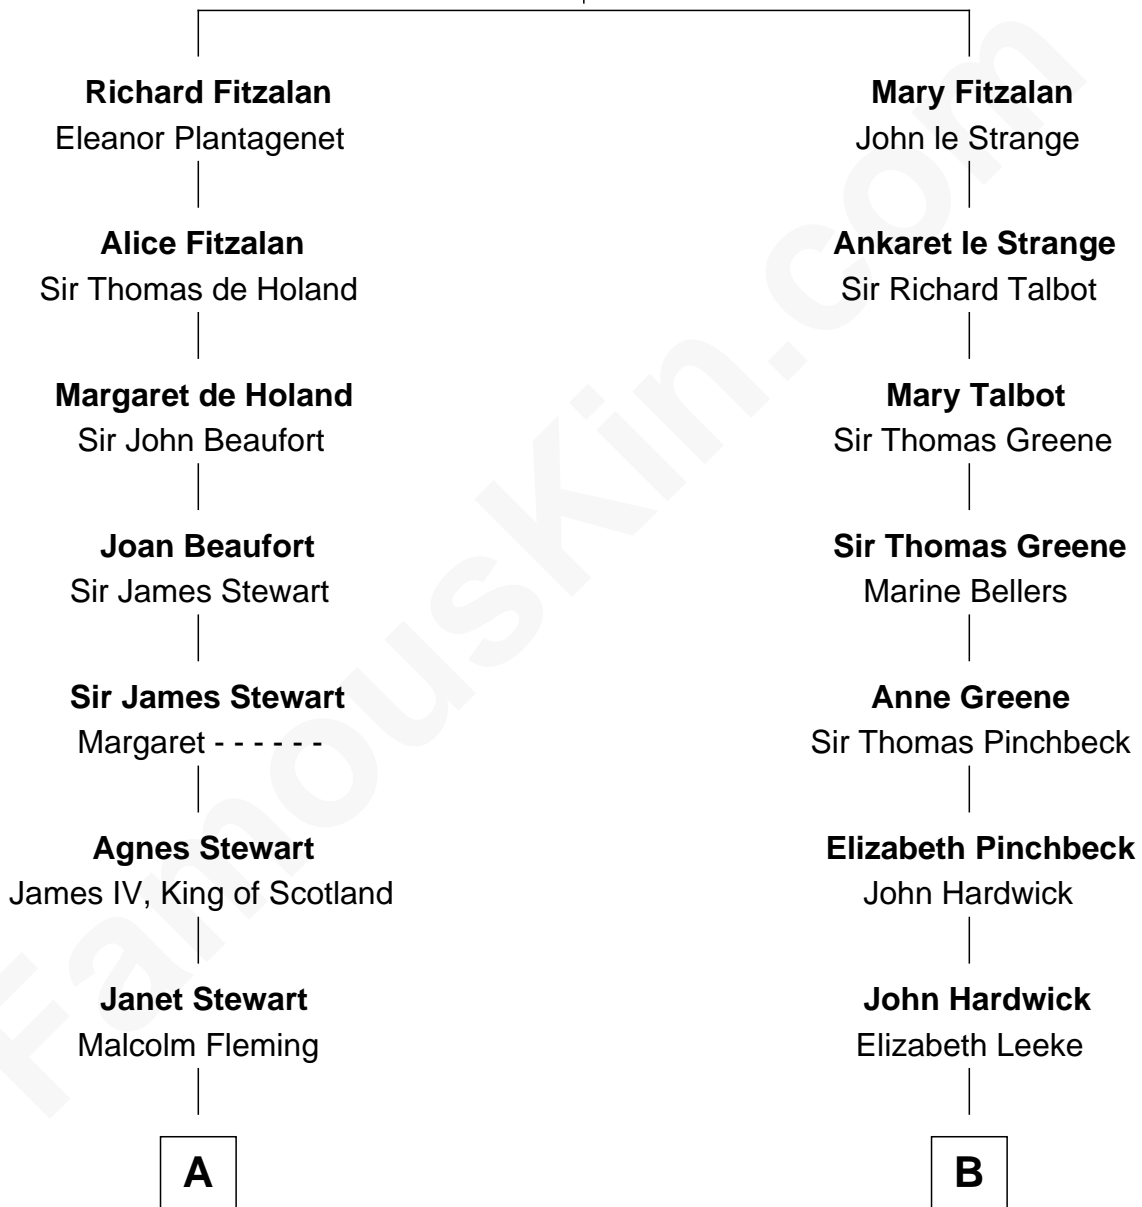 Richard Fitzalan
Eleanor Plantagenet
Alice Fitzalan
Sir Thomas de Holand
Margaret de Holand
Sir John Beaufort
Joan Beaufort
Sir James Stewart
Sir James Stewart
Margaret - - - - - -
Agnes Stewart
James IV, King of Scotland
Janet Stewart
Malcolm Fleming
A
Mary Fitzalan
John le Strange
Ankaret le Strange
Sir Richard Talbot
Mary Talbot
Sir Thomas Greene
Sir Thomas Greene
Marine Bellers
Anne Greene
Sir Thomas Pinchbeck
Elizabeth Pinchbeck
John Hardwick
John Hardwick
Elizabeth Leeke
B
FamousKin.com